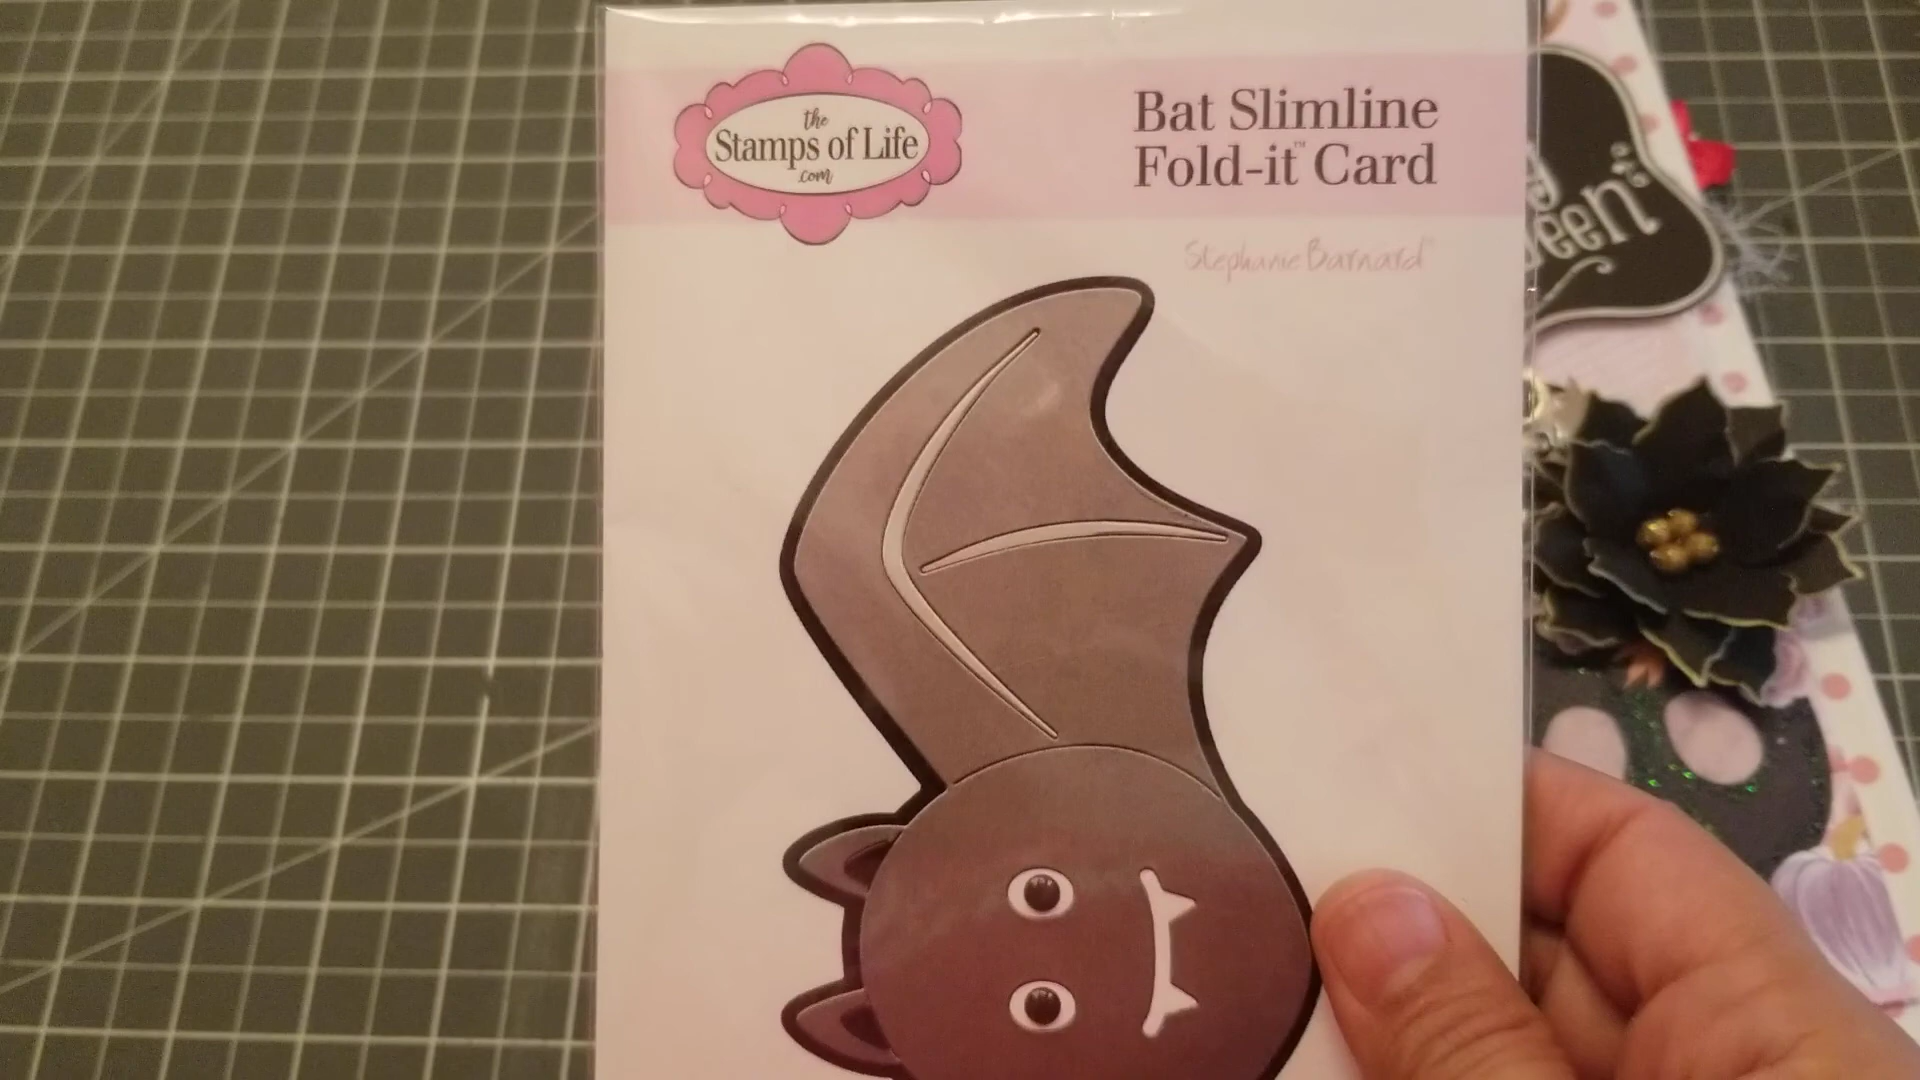 the
Stamps of Life
.com
Bat Slimline
Fold-it™ Card
Stephanie Barnard